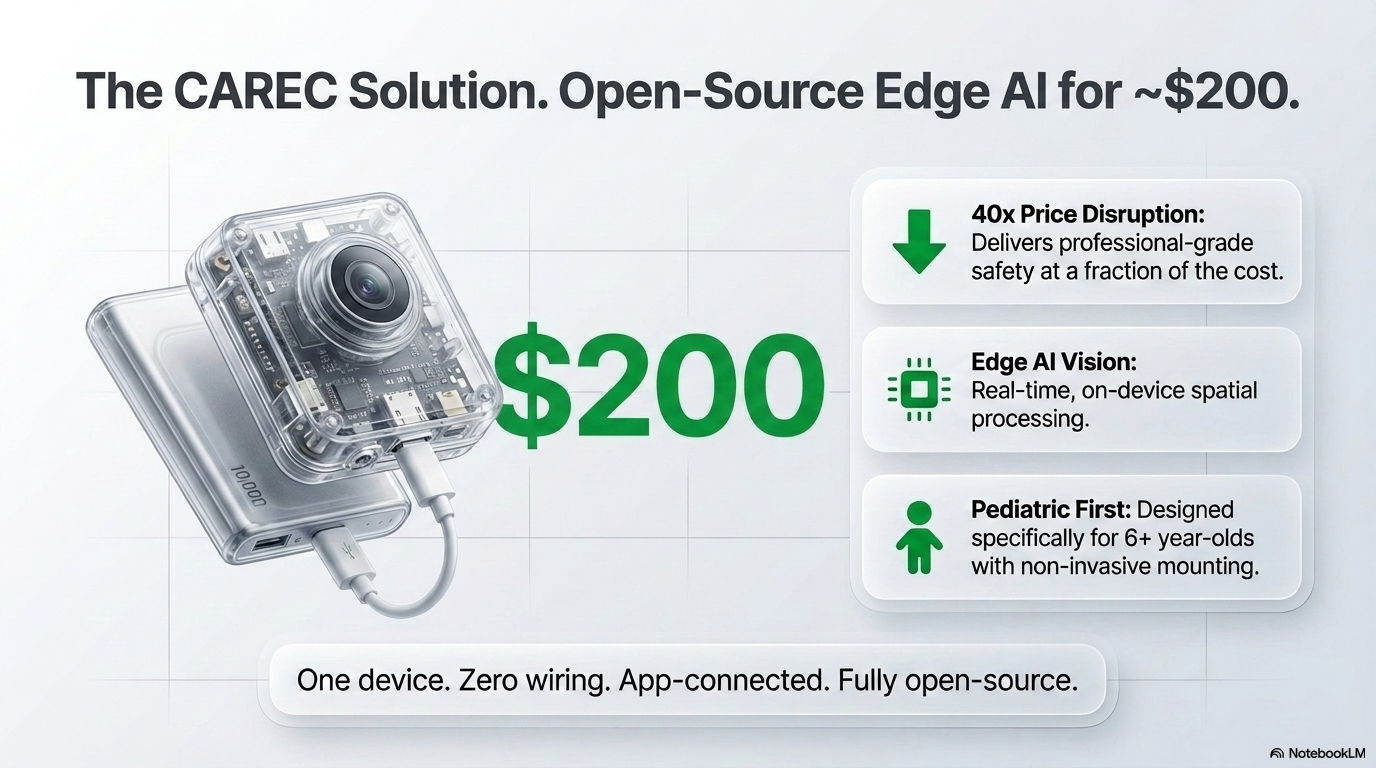 The CAREC Solution. Open-Source Edge AI for ~$200.
10'000
$200
40x Price Disruption:
Delivers professional-grade
safety at a fraction of the cost.
Edge AI Vision:
Real-time, on-device spatial
processing.
Pediatric First: Designed
specifically for 6+ year-olds
with non-invasive mounting.
One device. Zero wiring. App-connected. Fully open-source.
NotebookLM